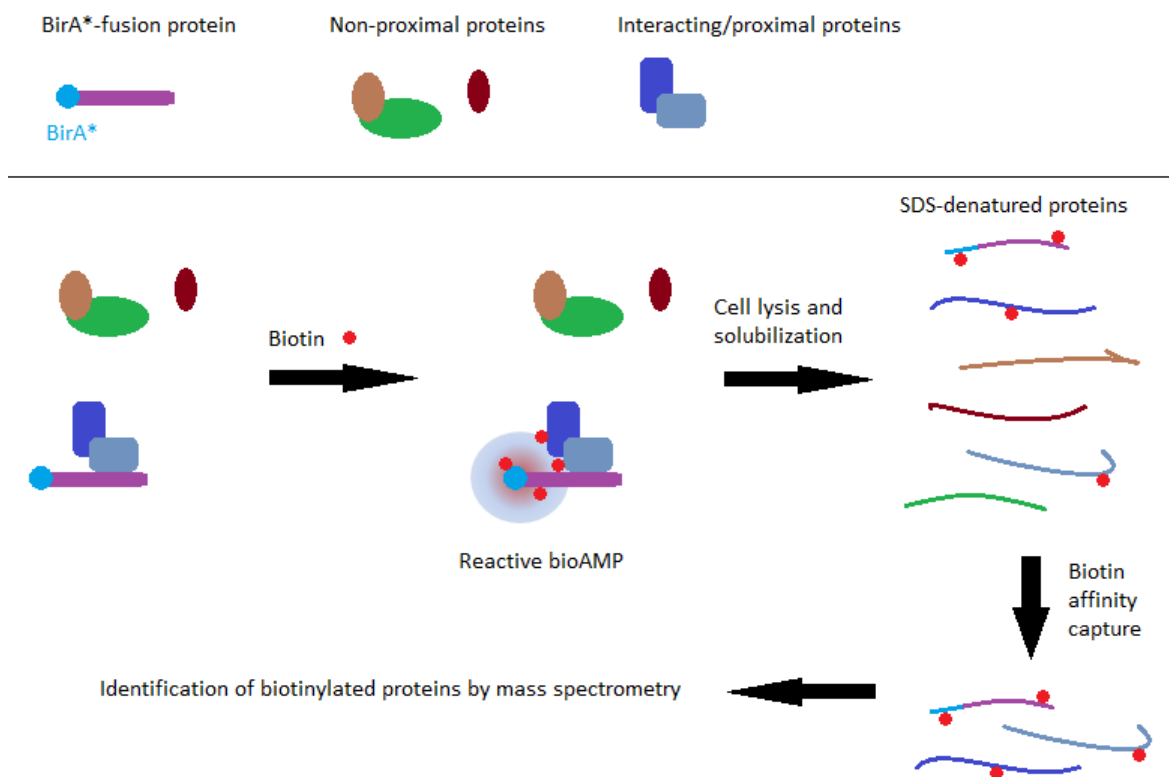 BirA*-fusion protein
Non-proximal proteins
Interacting/proximal proteins
BirA*
SDS-denatured proteins
Biotin
Cell lysis and
solubilization
Reactive bioAMP
Biotin
affinity
capture
Identification of biotinylated proteins by mass spectrometry